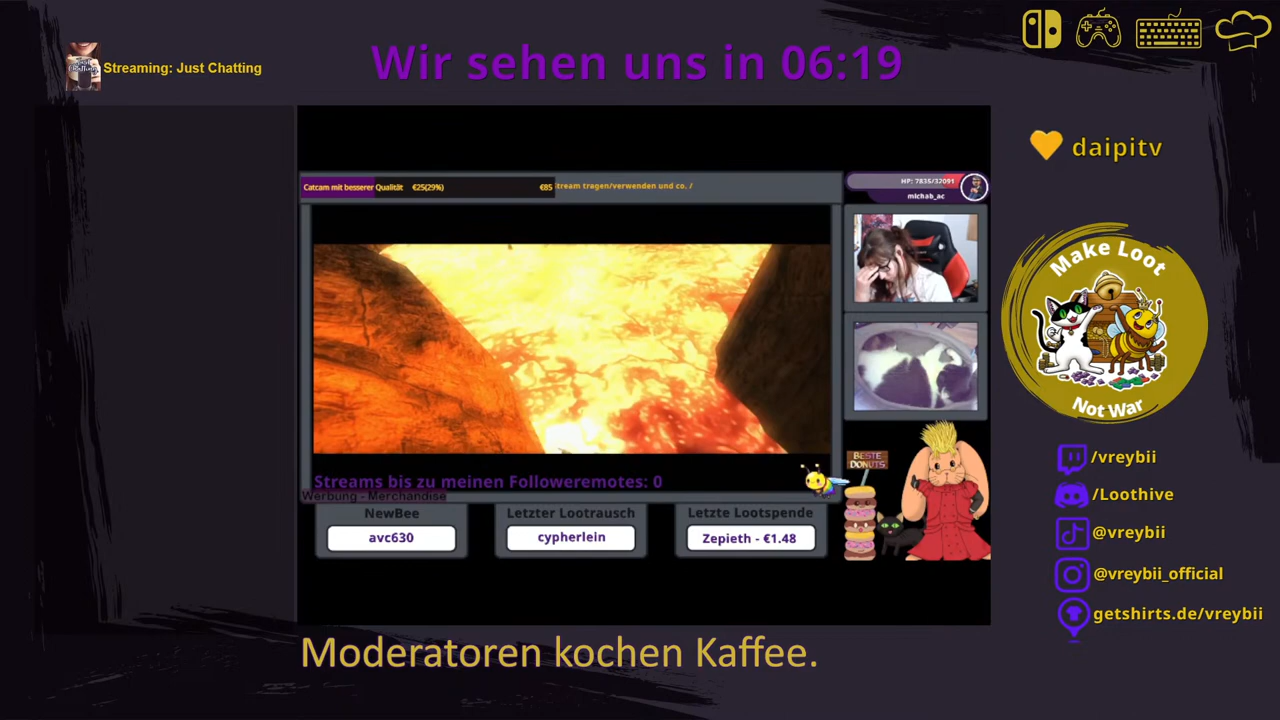 Streaming: Just Chatting
Wir sehen uns in 06:19
daipitv
Catcam mit besserer Qualität €25(29%) €85
tream tragen/verwenden und co. /
HP: 7835/32091
michab_ac
Make Loot
Not War
BESTE
DONUTS
Streams bis zu meinen Followeremotes: 0
Werbung - Merchandise
NewBee
avc630
Letzter Lootrausch
cypherlein
Letzte Lootspende
Zepieth - €1.48
/vreybii
/Loothive
@vreybii
@vreybii_official
getshirts.de/vreybii
Moderatoren kochen Kaffee.